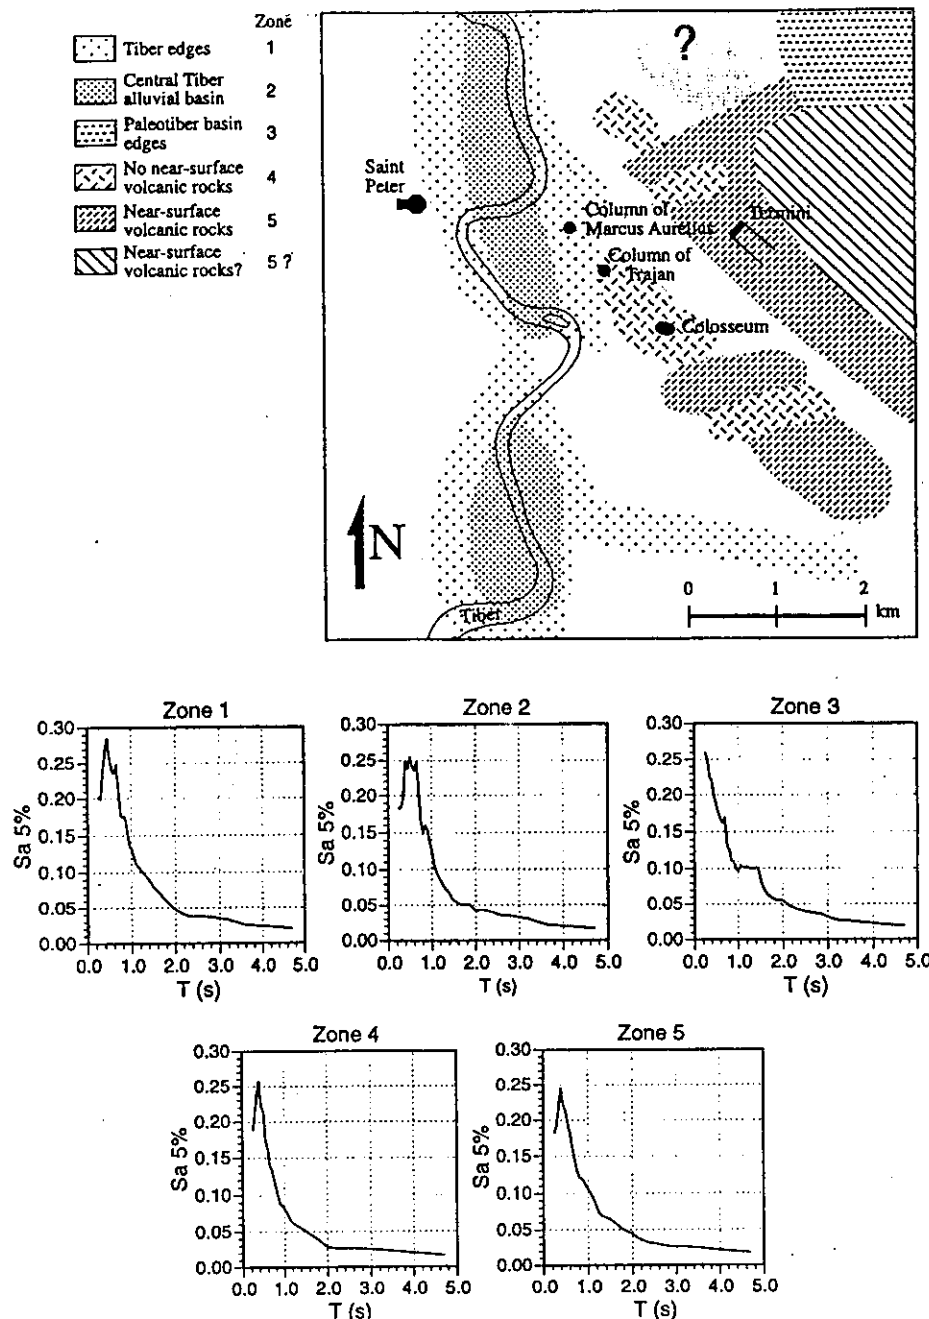 Zoné
Tiber edges 1
Central Tiber
alluvial basin 2
Paleotiber basin
edges 3
No near-surface
volcanic rocks 4
Near-surface
volcanic rocks 5
Near-surface
volcanic rocks? 5 ?
?
Saint
Peter
Column of
Marcus Aurelius
Termini
Column of
Trajan
Colosseum
N
Tiber
0 1 2
km
Zone 1
0.30
0.25
0.20
0.15
0.10
0.05
0.00
Sa 5%
0.0 1.0 2.0 3.0 4.0 5.0
T (s)
Zone 2
0.30
0.25
0.20
0.15
0.10
0.05
0.00
Sa 5%
0.0 1.0 2.0 3.0 4.0 5.0
T (s)
Zone 3
0.30
0.25
0.20
0.15
0.10
0.05
0.00
Sa 5%
0.0 1.0 2.0 3.0 4.0 5.0
T (s)
Zone 4
0.30
0.25
0.20
0.15
0.10
0.05
0.00
Sa 5%
0.0 1.0 2.0 3.0 4.0 5.0
T (s)
Zone 5
0.30
0.25
0.20
0.15
0.10
0.05
0.00
Sa 5%
0.0 1.0 2.0 3.0 4.0 5.0
T (s)